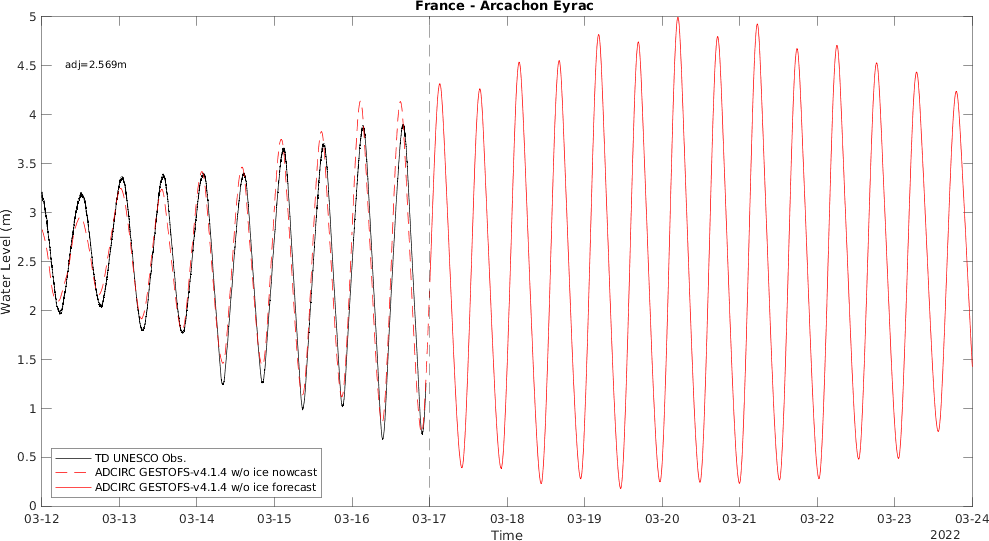 France - Arcachon Eyrac
adj=2.569m
Water Level (m)
5
4.5
4
3.5
3
2.5
2
1.5
1
0.5
0
TD UNESCO Obs.
ADCIRC GESTOFS-v4.1.4 w/o ice nowcast
ADCIRC GESTOFS-v4.1.4 w/o ice forecast
03-12 03-13 03-14 03-15 03-16 03-17 03-18 03-19 03-20 03-21 03-22 03-23 03-24
Time
2022